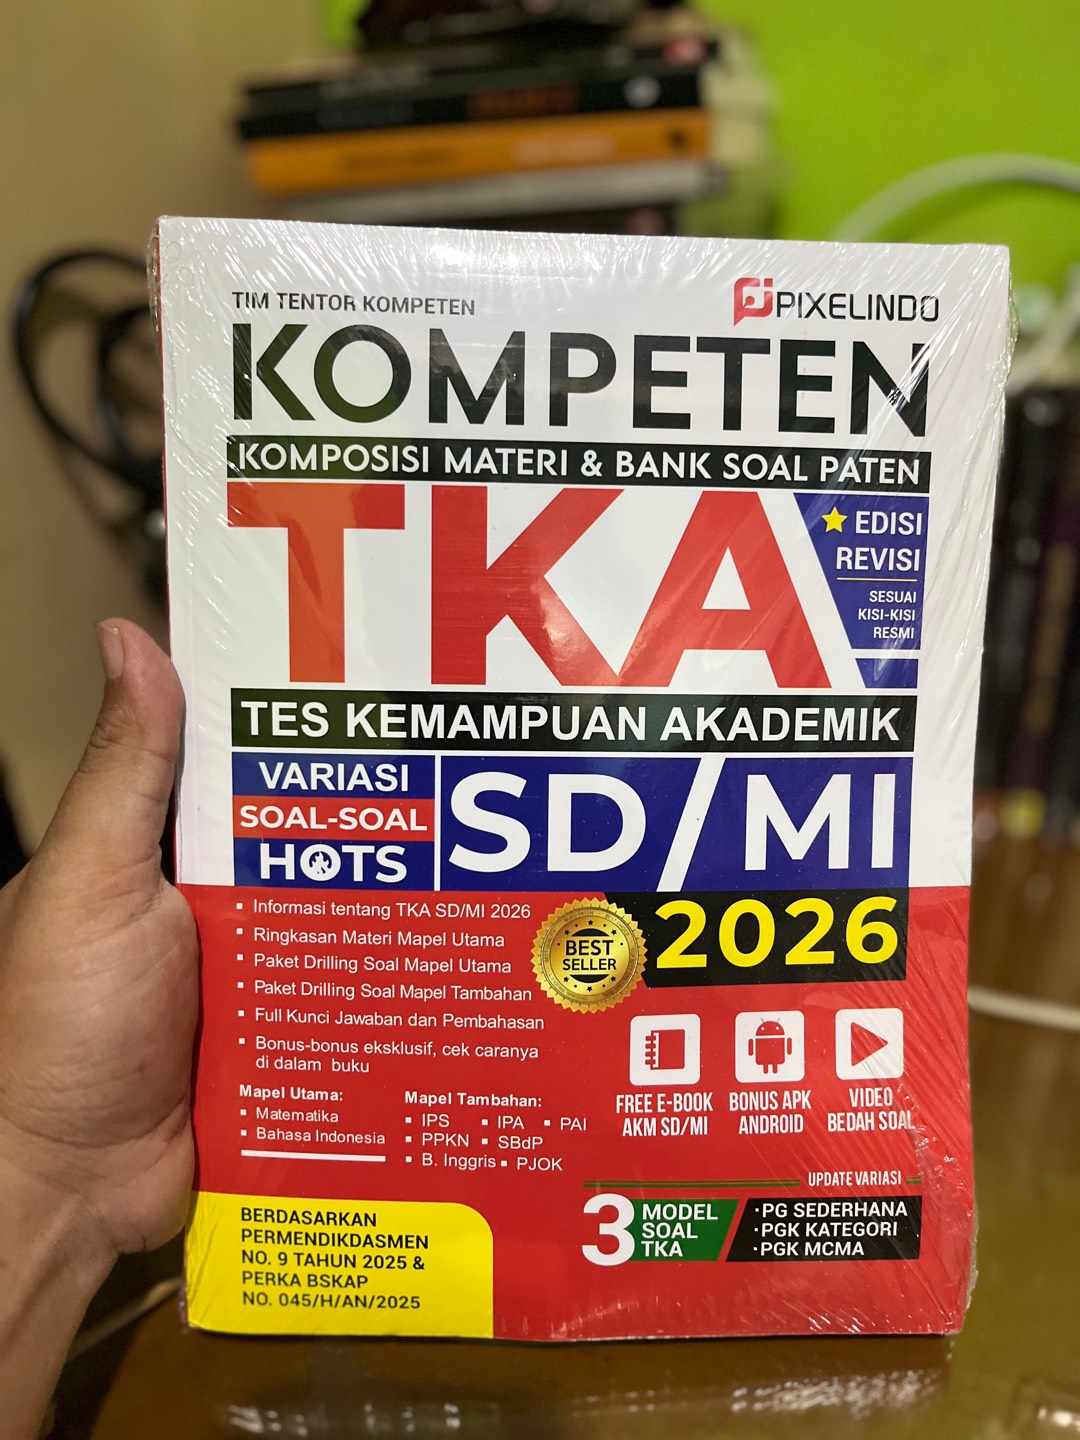 TIM TENTOR KOMPETEN
PIXELINDO
KOMPETEN
KOMPOSISI MATERI & BANK SOAL PATEN
TKA
EDISI
REVISI
SESUAI
KISI-KISI
RESMI
TES KEMAMPUAN AKADEMIK
VARIASI
SOAL-SOAL
HOTS
SD/MI
2026
▪ Informasi tentang TKA SD/MI 2026
▪ Ringkasan Materi Mapel Utama
▪ Paket Drilling Soal Mapel Utama
▪ Paket Drilling Soal Mapel Tambahan
▪ Full Kunci Jawaban dan Pembahasan
▪ Bonus-bonus eksklusif, cek caranya
di dalam buku
BEST
SELLER
Mapel Utama:
▪ Matematika
▪ Bahasa Indonesia
Mapel Tambahan:
▪ IPS ▪ IPA ▪ PAI
▪ PPKN ▪ SBdP
▪ B. Inggris ▪ PJOK
FREE E-BOOK
AKM SD/MI
BONUS APK
ANDROID
VIDEO
BEDAH SOAL
UPDATE VARIASI
3 MODEL
SOAL
TKA
·PG SEDERHANA
·PGK KATEGORI
·PGK MCMA
BERDASARKAN
PERMENDIKDASMEN
NO. 9 TAHUN 2025 &
PERKA BSKAP
NO. 045/H/AN/2025